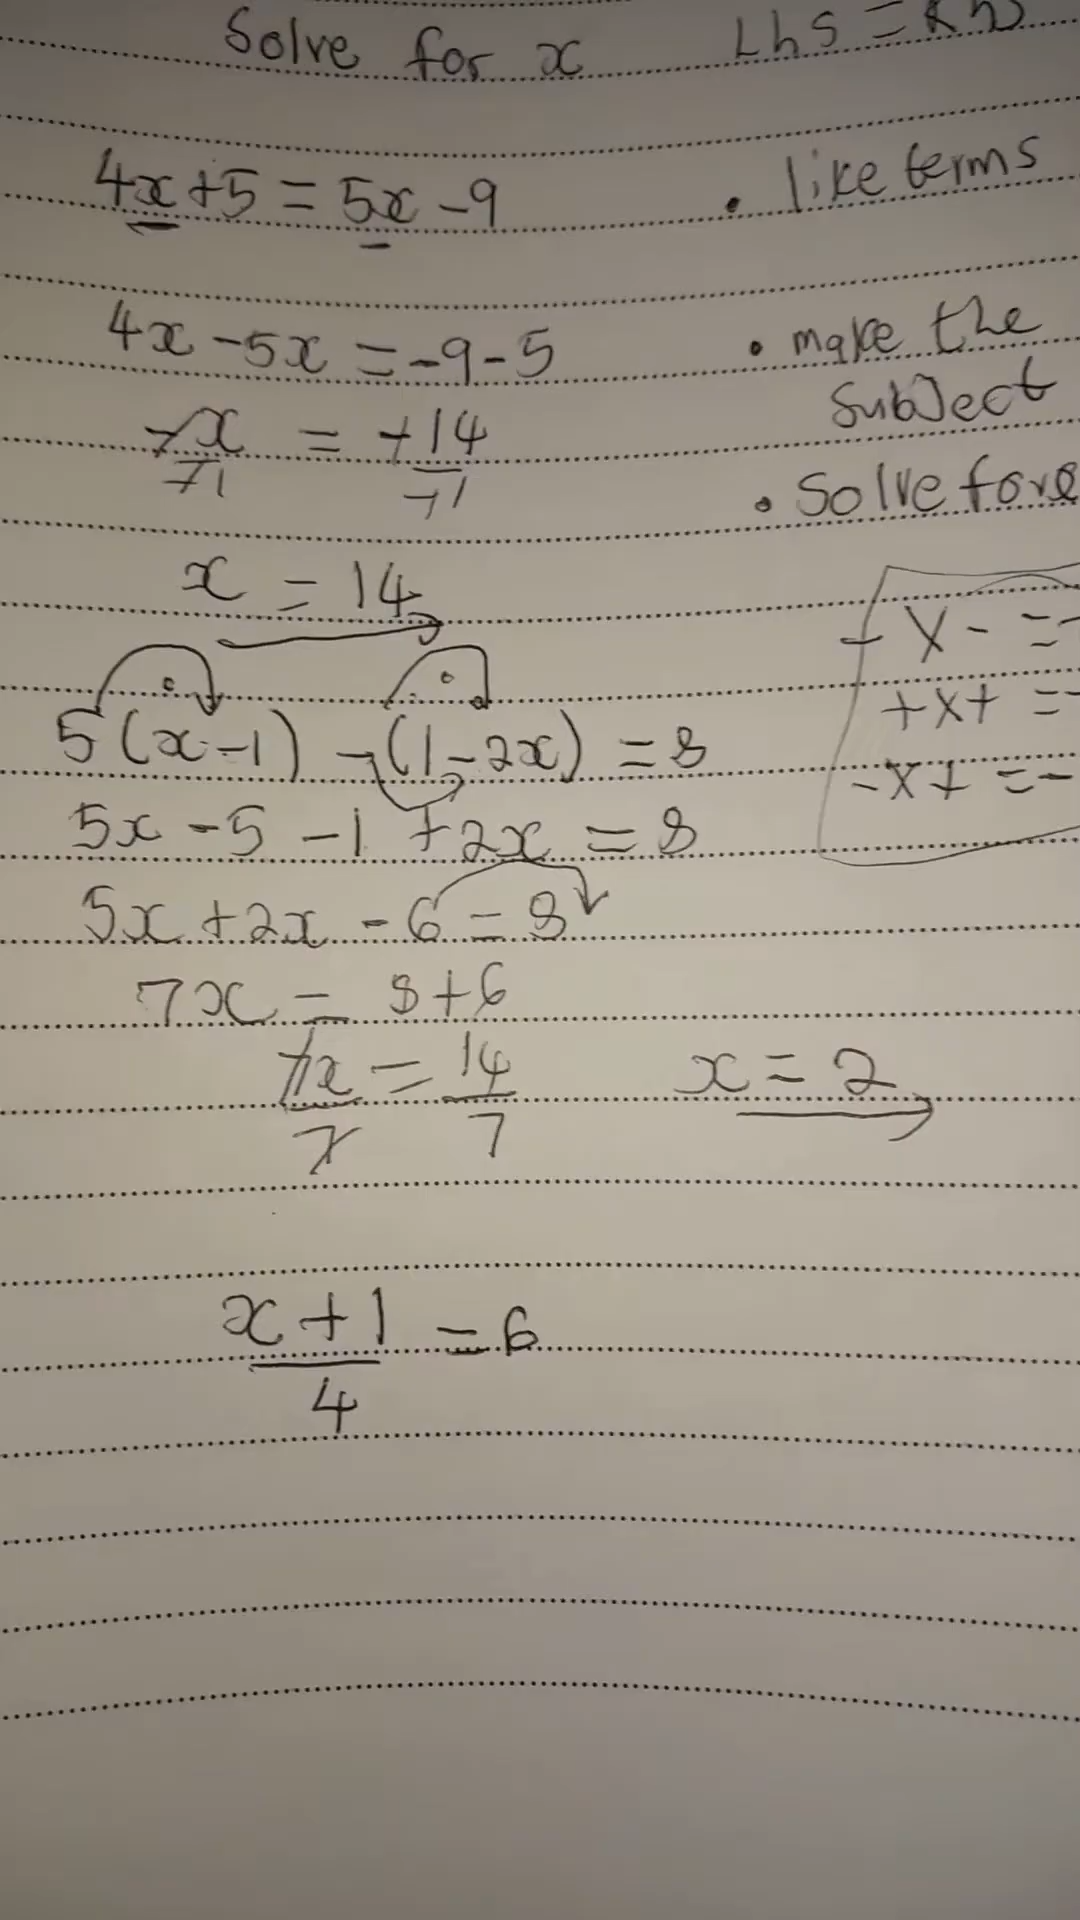 Solve for x
Lhs = Rhs
4x + 5 = 5x - 9
• like terms
4x - 5x = -9 - 5
• make the
subject
-x/-1 = -14/-1
• Solve for x
x = 14
- x - =
+ x + =
- x + = -
5(x - 1) - (1 - 2x) = 8
5x - 5 - 1 + 2x = 8
5x + 2x - 6 = 8
7x = 8 + 6
7x/7 = 14/7
x = 2
x + 1 = 6
4